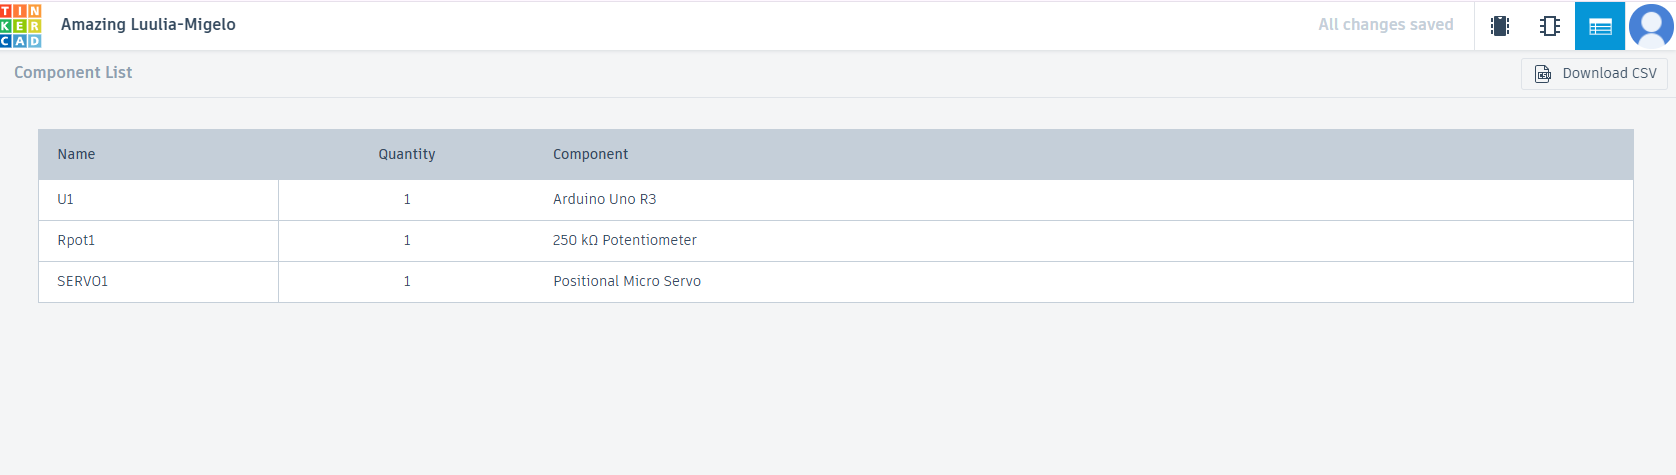 TIN
KER
CAD
Amazing Luulia-Migelo
All changes saved
Component List
Download CSV
Name Quantity Component
U1 1 Arduino Uno R3
Rpot1 1 250 kΩ Potentiometer
SERVO1 1 Positional Micro Servo